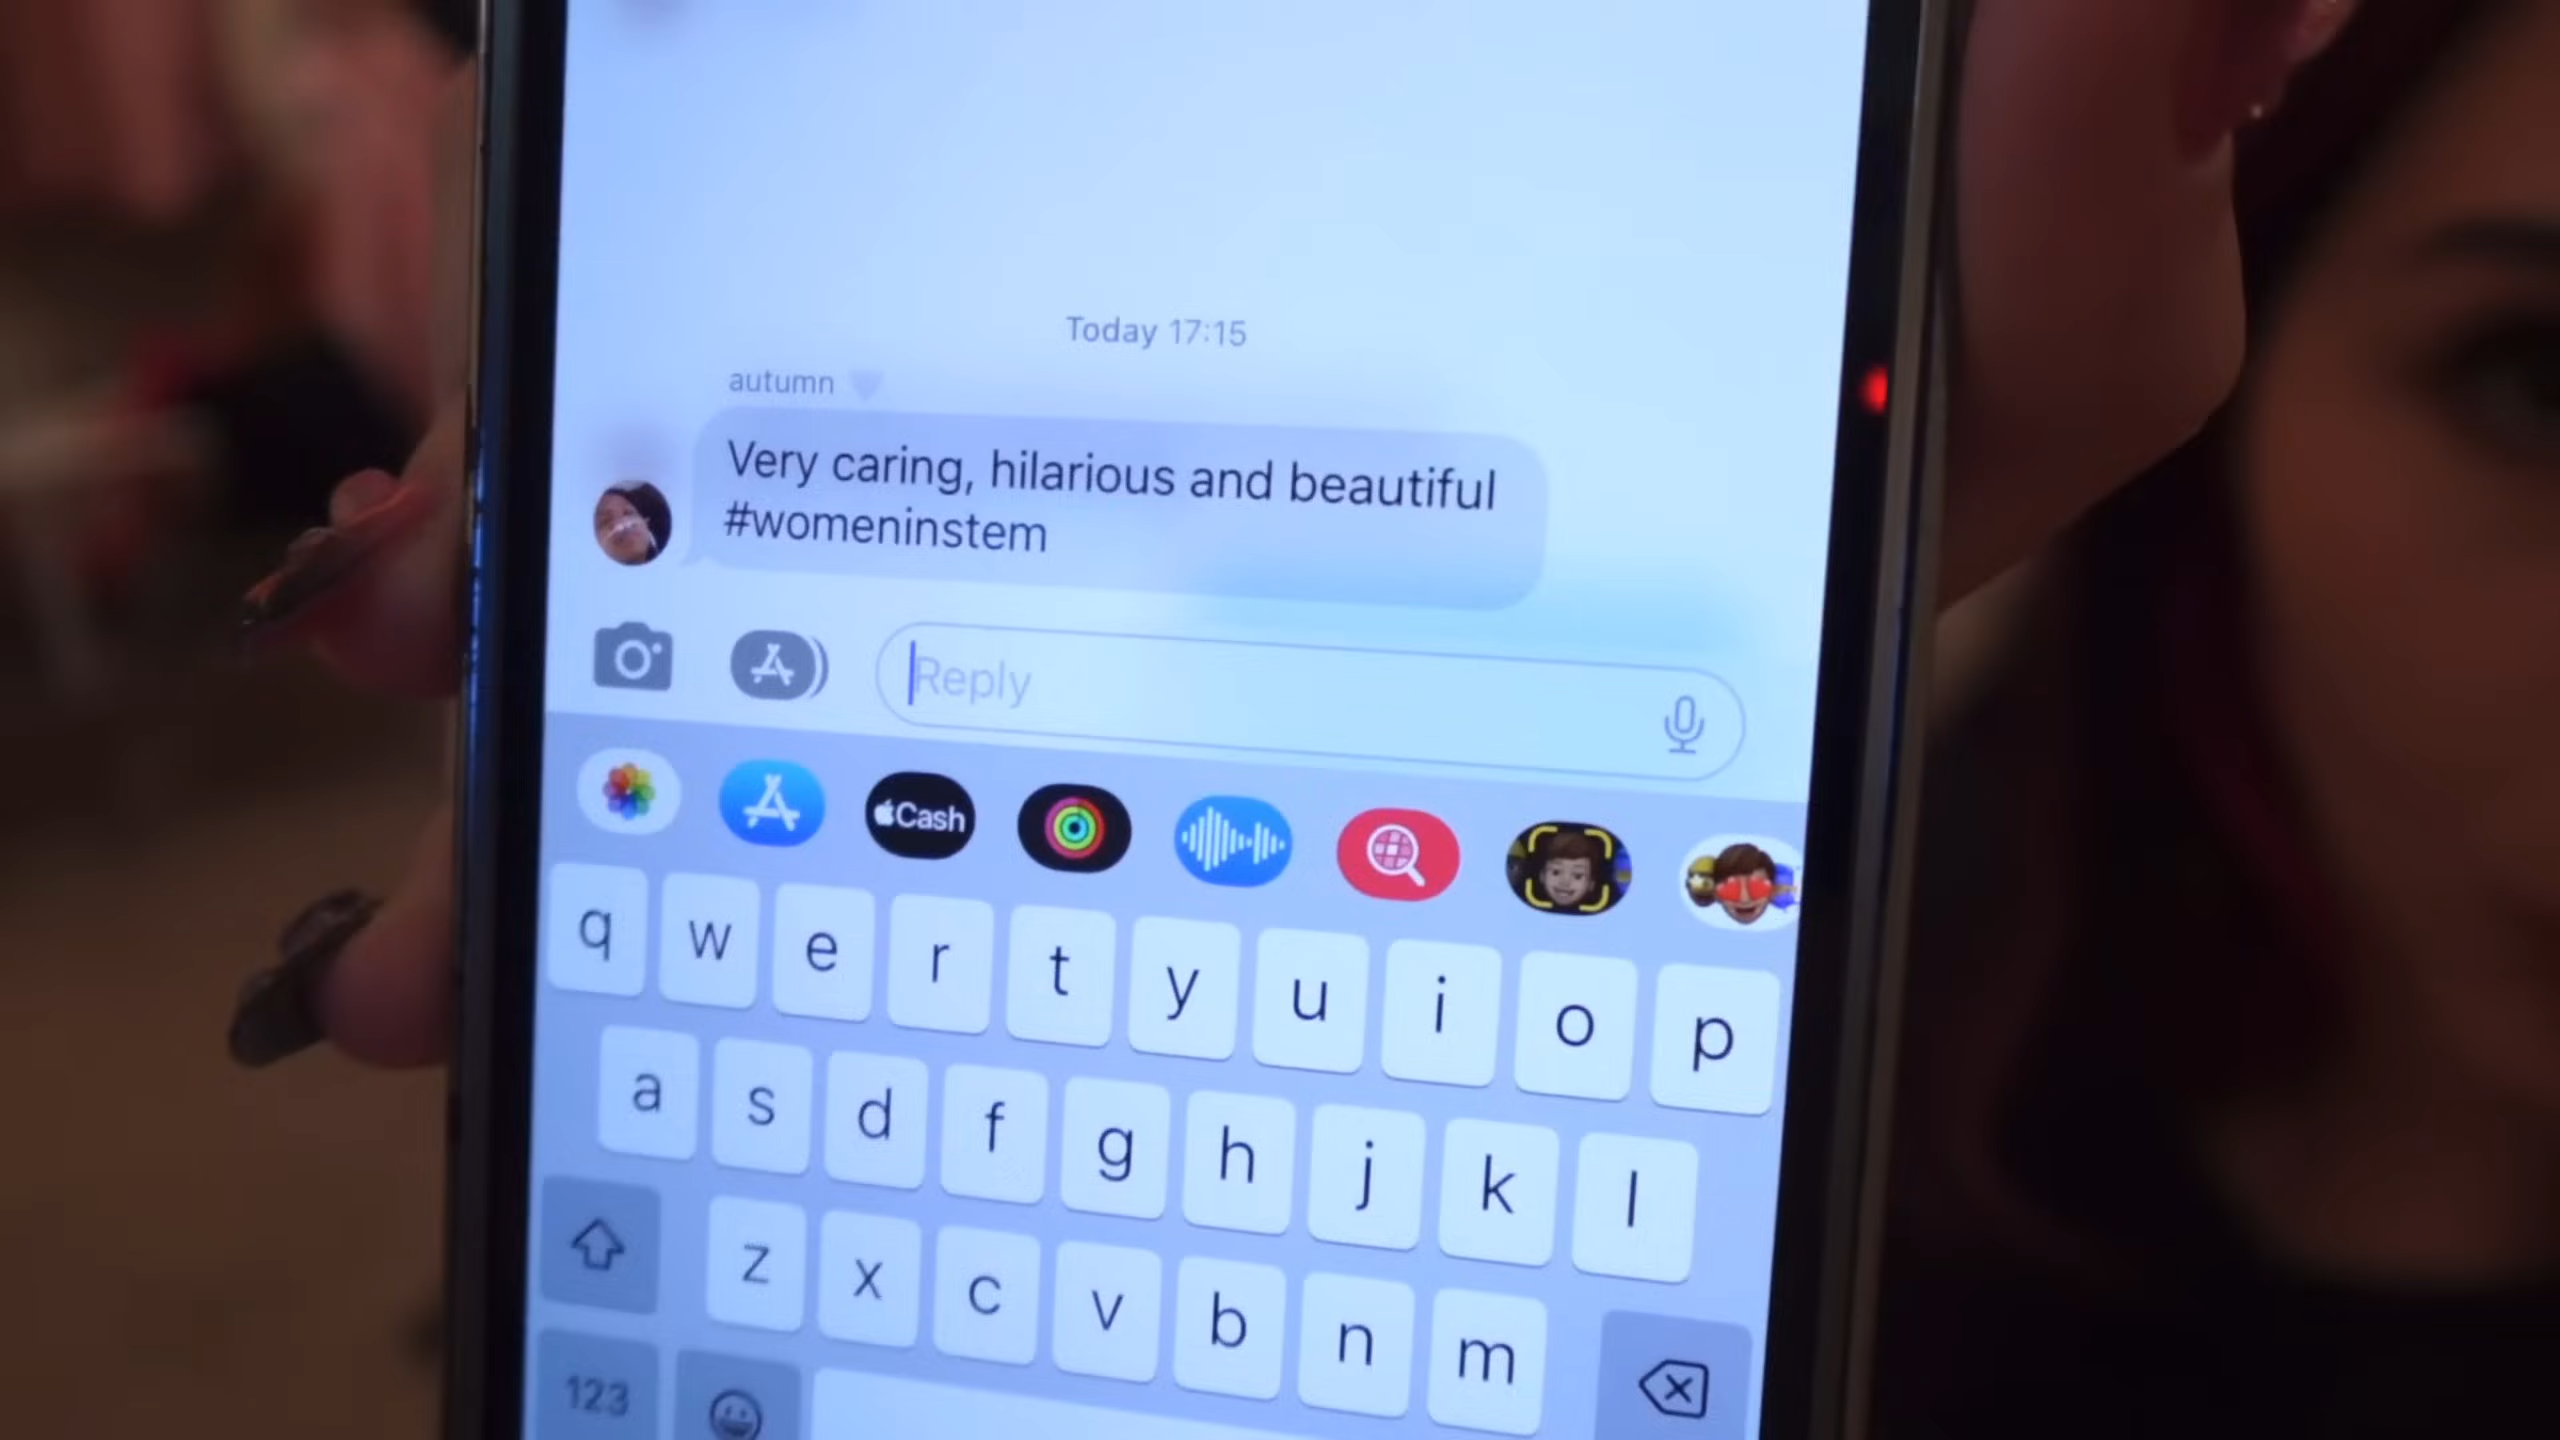 Today 17:15
autumn
Very caring, hilarious and beautiful
#womeninstem
Reply
Cash
q w e r t y u i o p
a s d f g h j k l
z x c v b n m
123